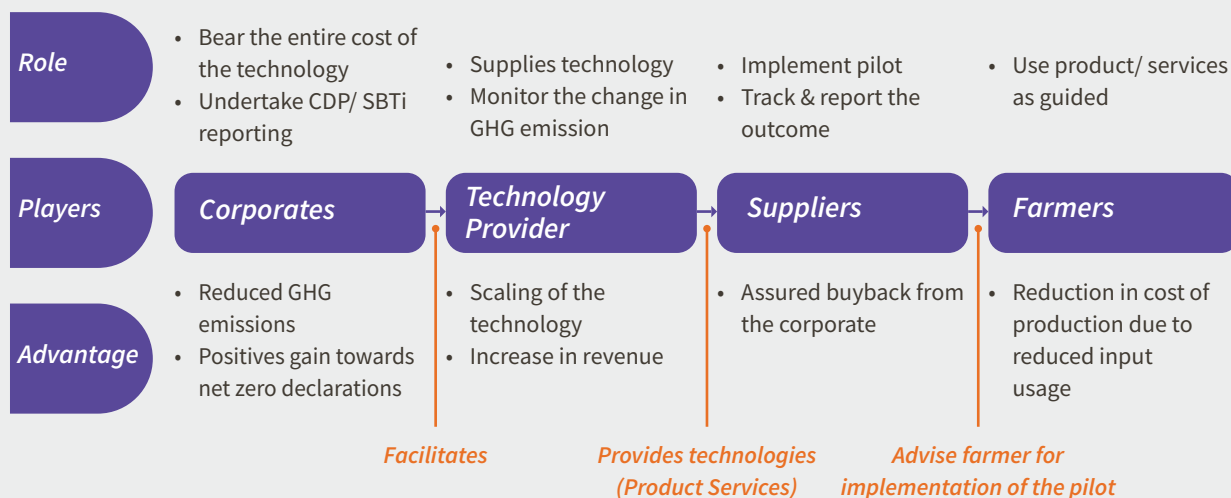 Role
• Bear the entire cost of
the technology
• Undertake CDP/ SBTi
reporting
• Supplies technology
• Monitor the change in
GHG emission
• Implement pilot
• Track & report the
outcome
• Use product/ services
as guided
Players
Corporates
Technology
Provider
Suppliers
Farmers
Advantage
• Reduced GHG
emissions
• Positives gain towards
net zero declarations
• Scaling of the
technology
• Increase in revenue
• Assured buyback from
the corporate
• Reduction in cost of
production due to
reduced input
usage
Facilitates
Provides technologies
(Product Services)
Advise farmer for
implementation of the pilot